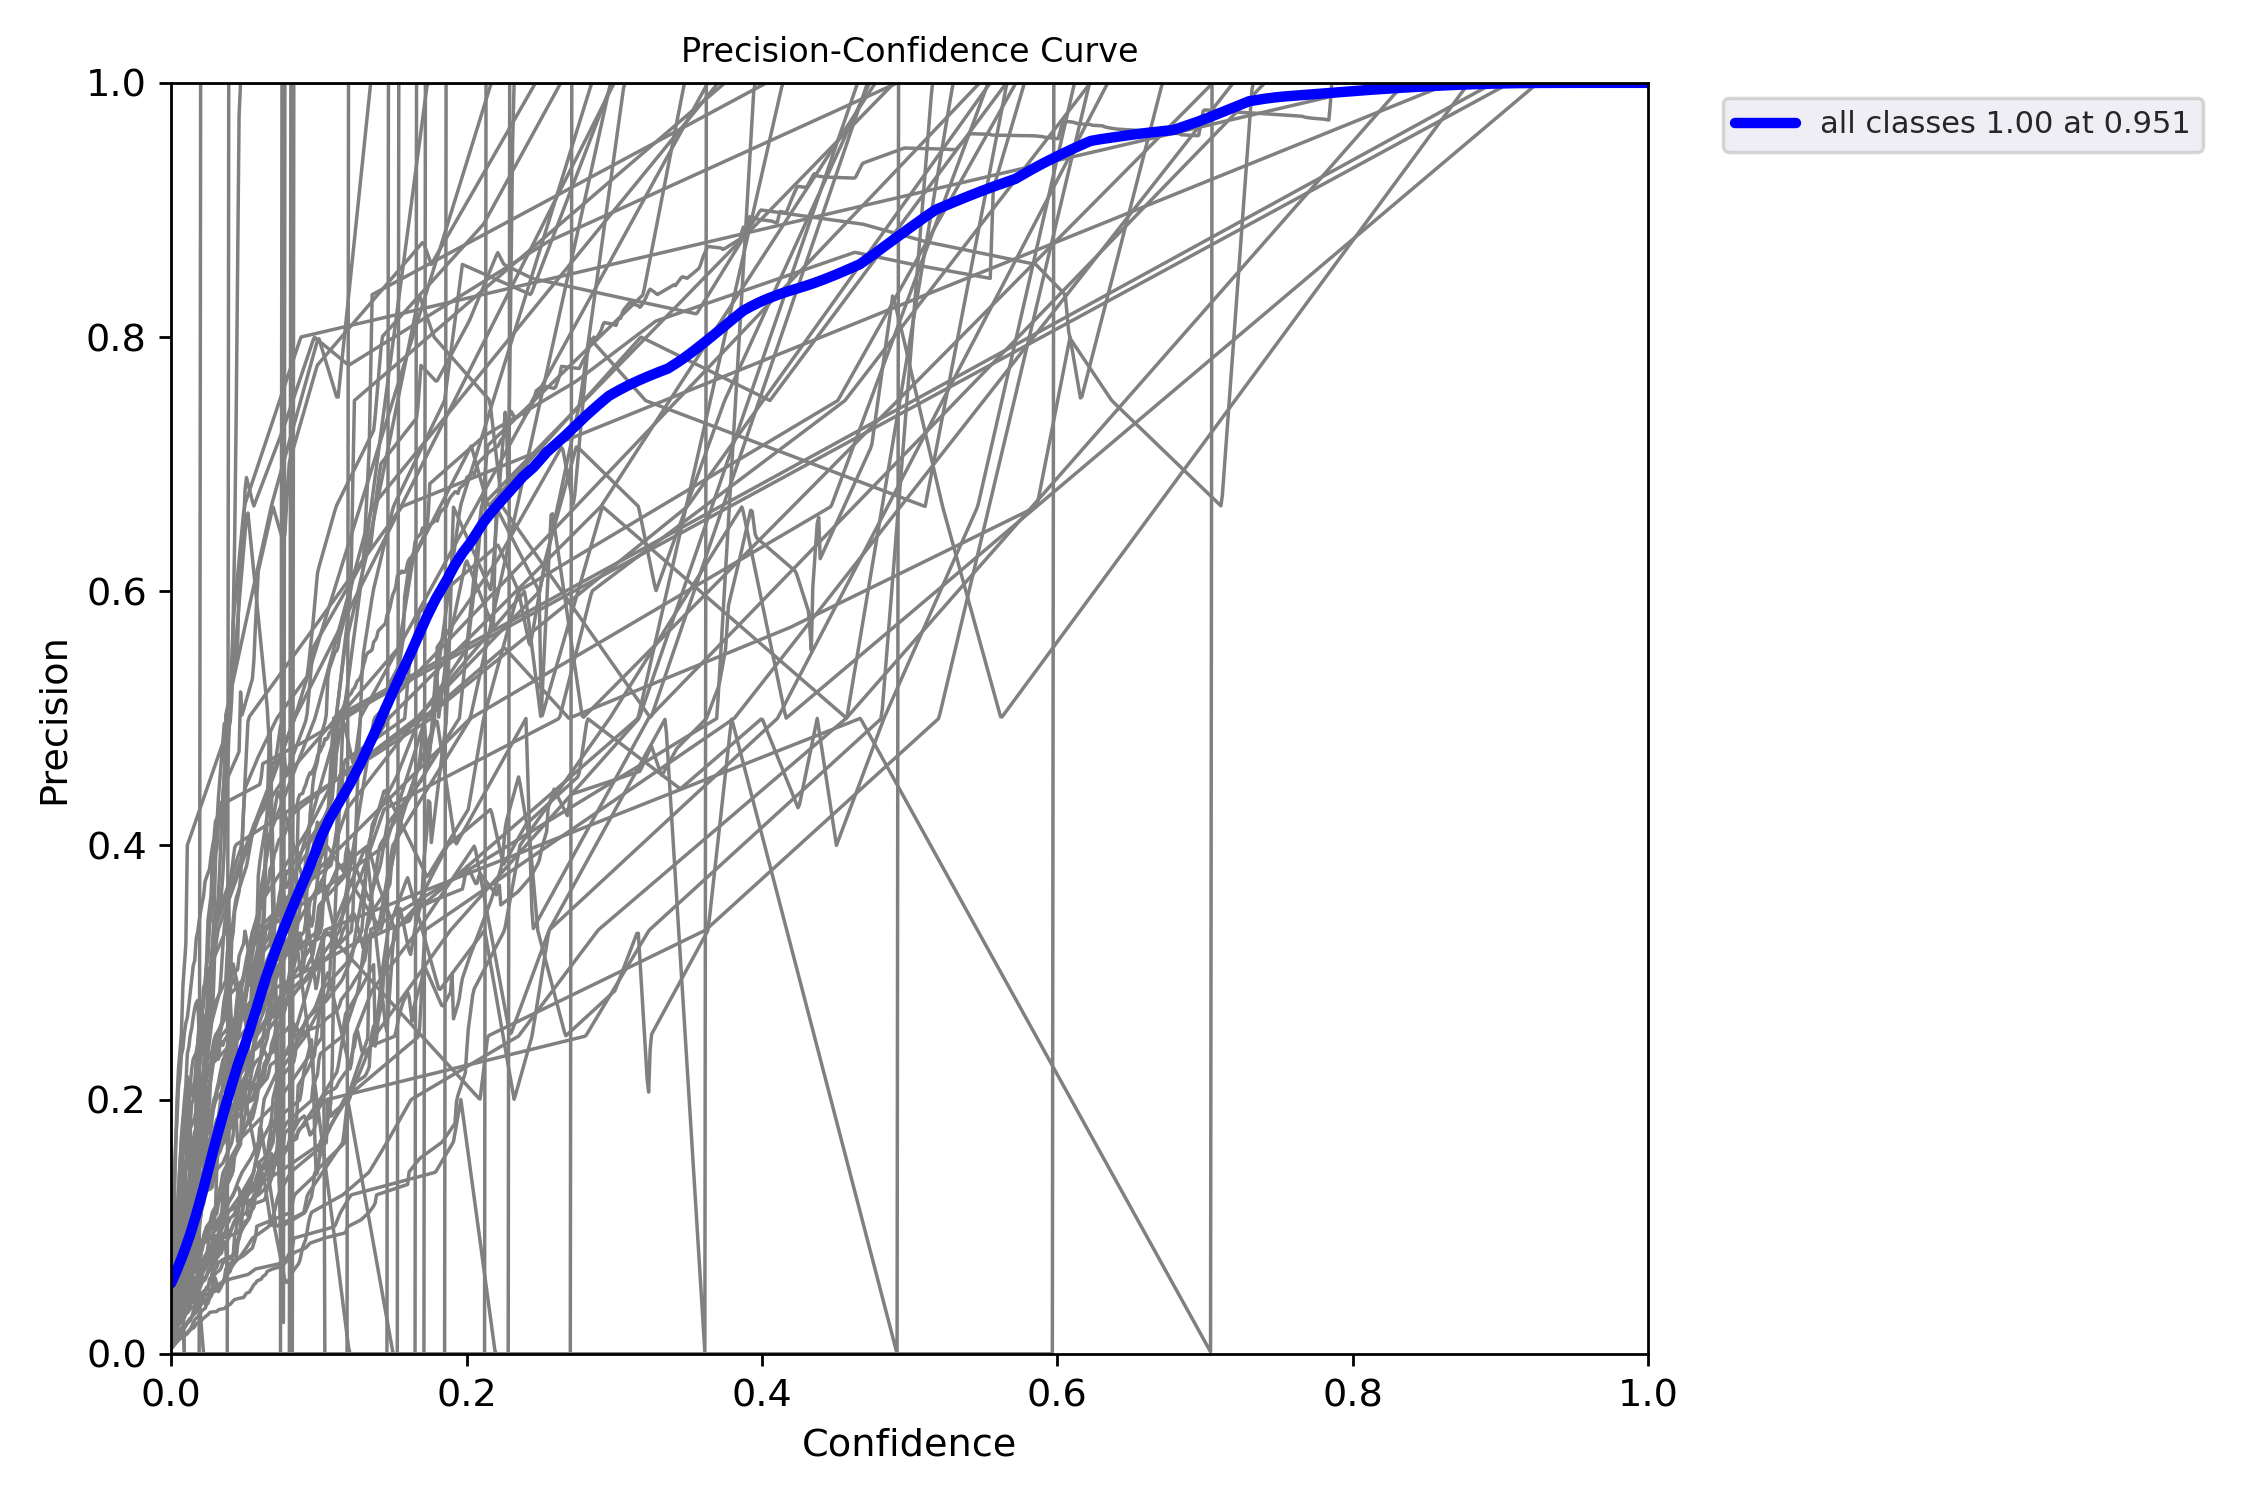 Precision-Confidence Curve
1.0
0.8
0.6
0.4
0.2
0.0
Precision
0.0 0.2 0.4 0.6 0.8 1.0
Confidence
all classes 1.00 at 0.951